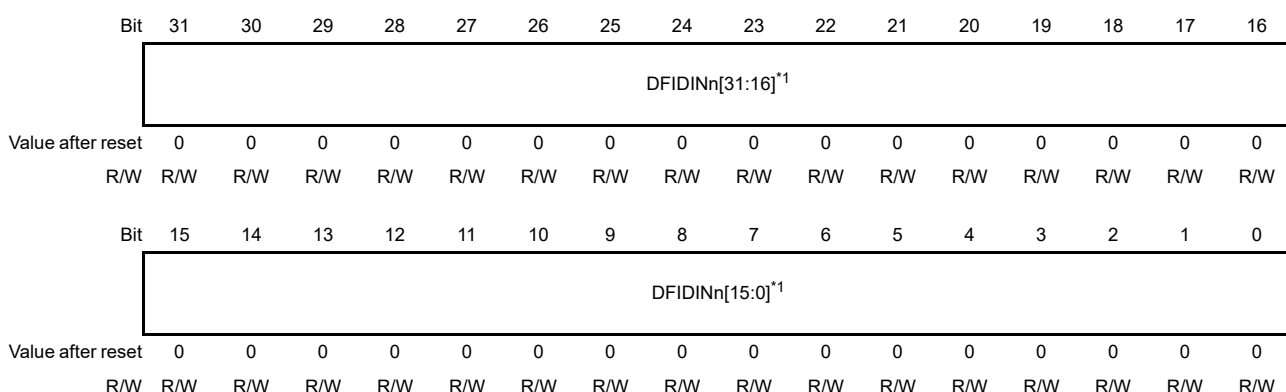 Bit 31 30 29 28 27 26 25 24 23 22 21 20 19 18 17 16
DFIDINn[31:16]*1
Value after reset 0 0 0 0 0 0 0 0 0 0 0 0 0 0 0 0
R/W R/W R/W R/W R/W R/W R/W R/W R/W R/W R/W R/W R/W R/W R/W R/W R/W
Bit 15 14 13 12 11 10 9 8 7 6 5 4 3 2 1 0
DFIDINn[15:0]*1
Value after reset 0 0 0 0 0 0 0 0 0 0 0 0 0 0 0 0
R/W R/W R/W R/W R/W R/W R/W R/W R/W R/W R/W R/W R/W R/W R/W R/W R/W